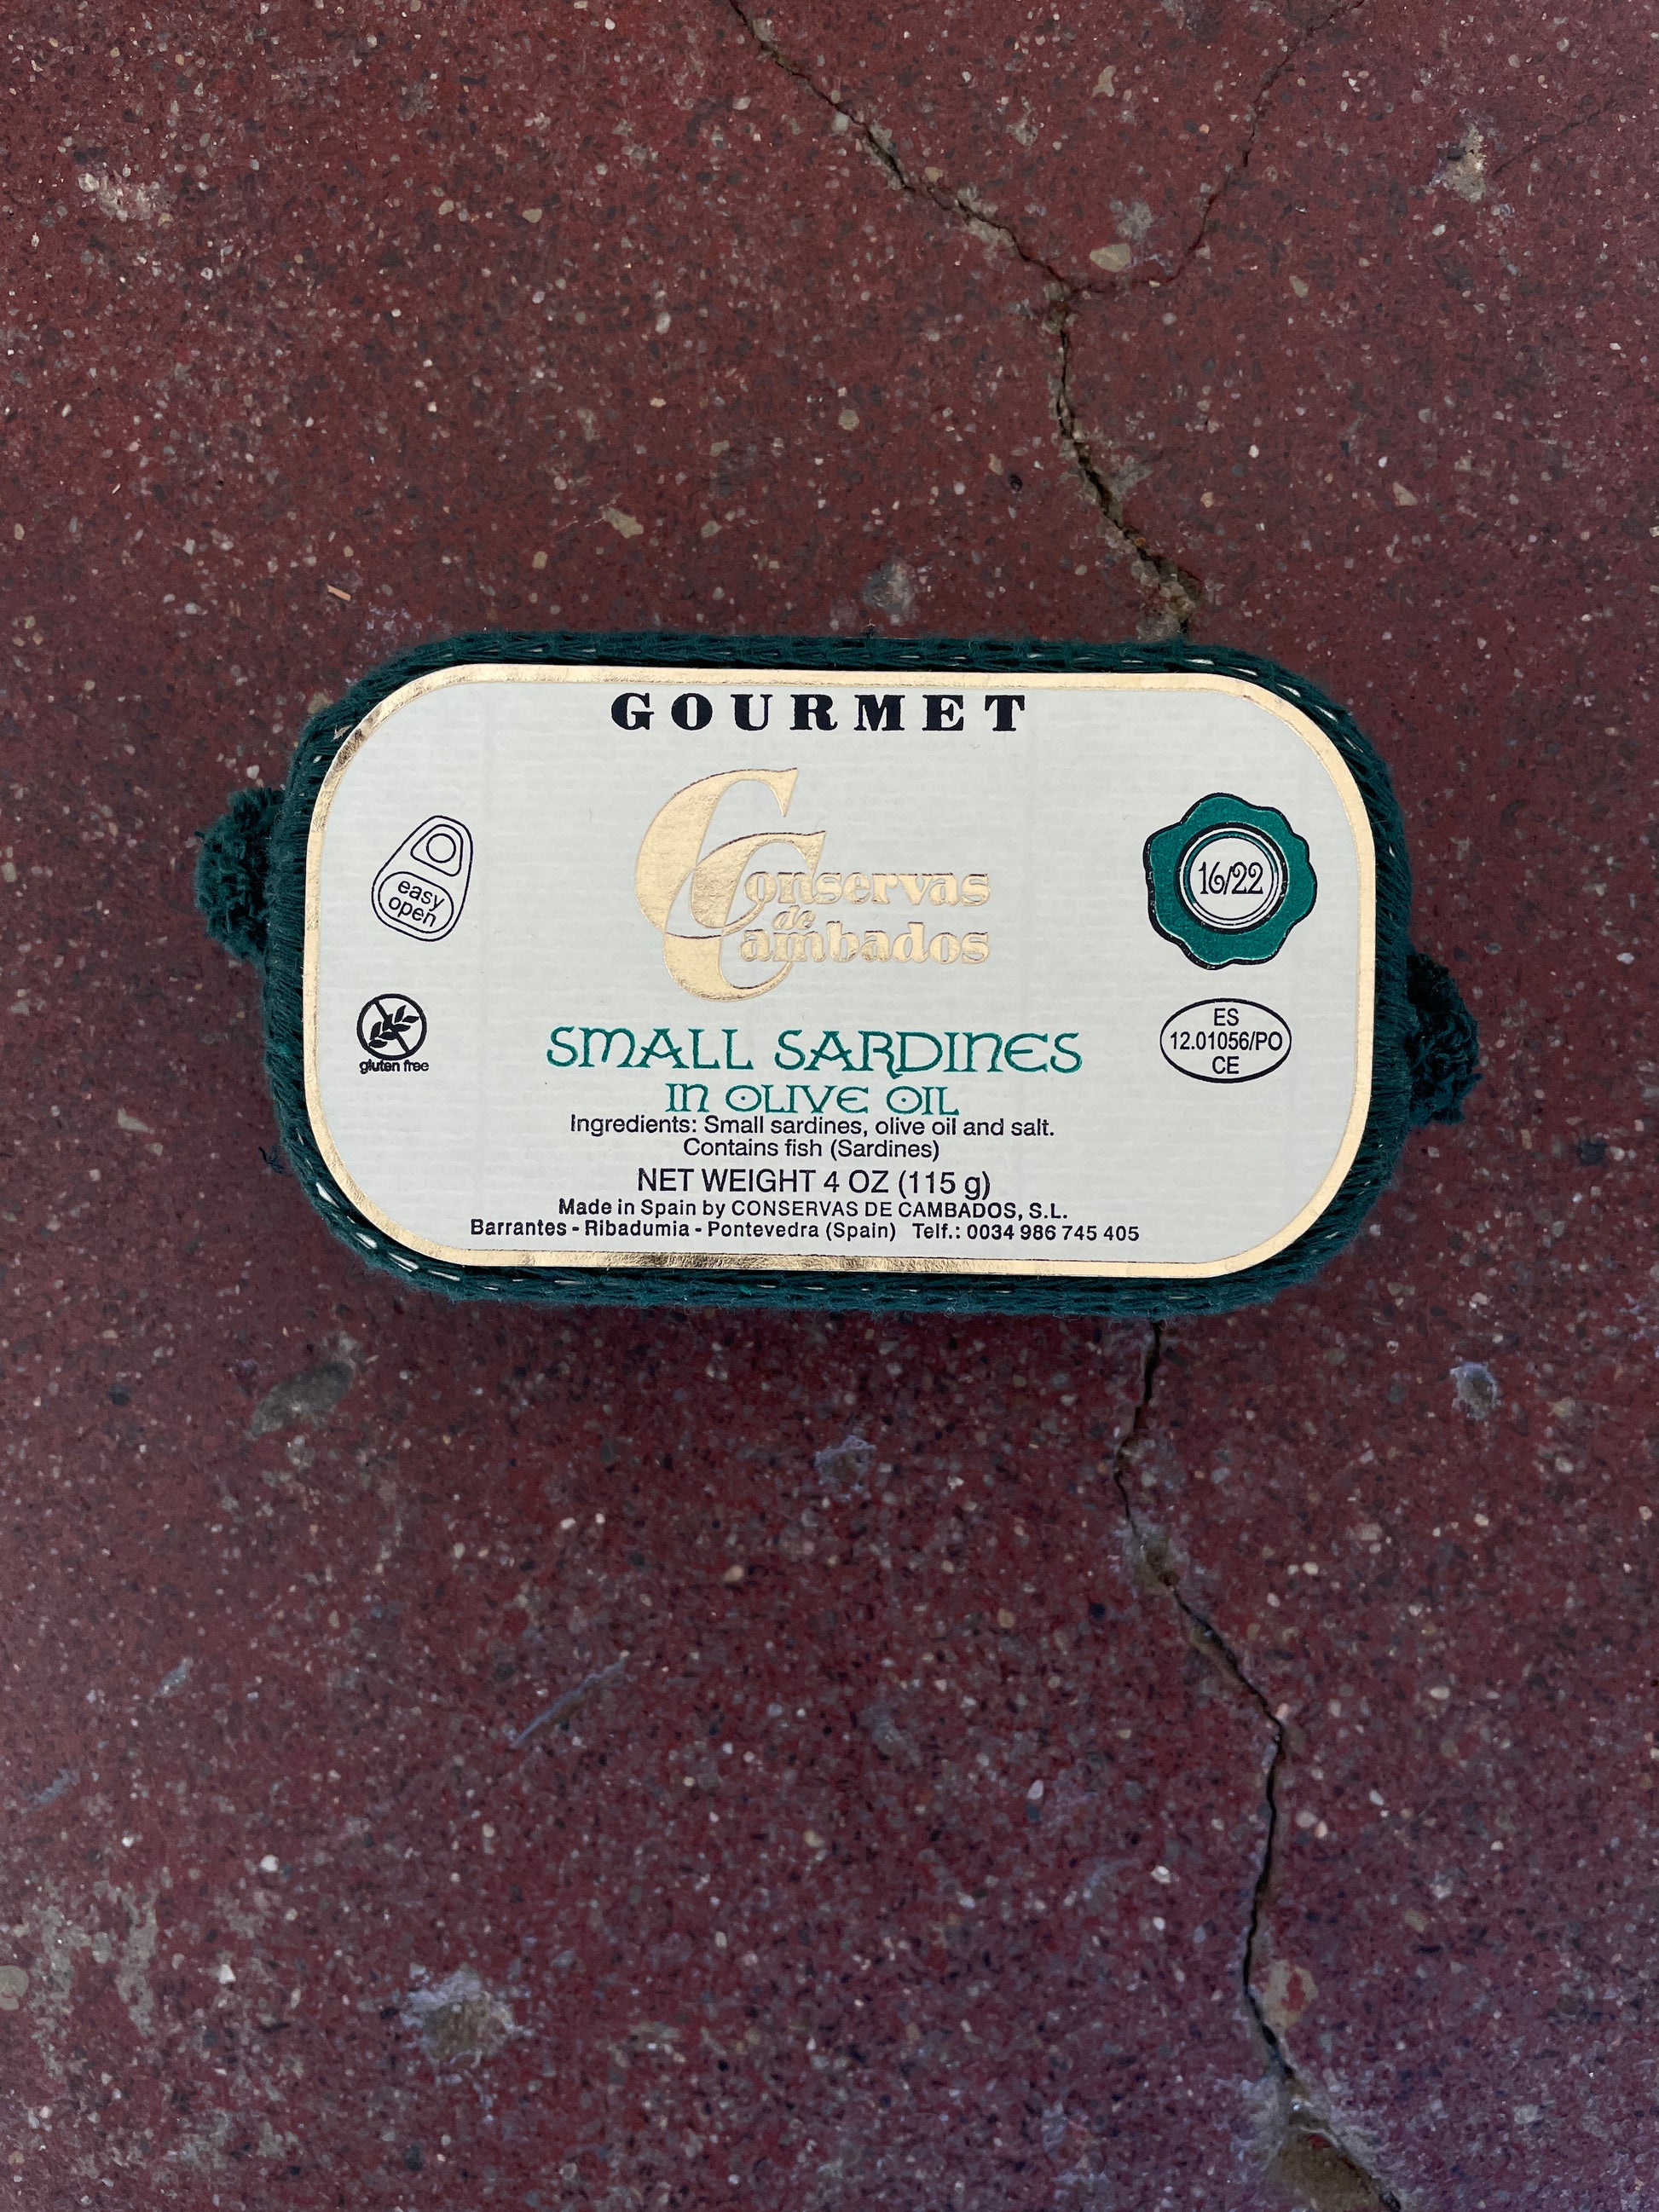 GOURMET
Conservas
de
Cambados
easy
open
16/22
gluten free
ES
12.01056/PO
CE
SMALL SARDINES
IN OLIVE OIL
Ingredients: Small sardines, olive oil and salt.
Contains fish (Sardines)
NET WEIGHT 4 OZ (115 g)
Made in Spain by CONSERVAS DE CAMBADOS, S.L.
Barrantes - Ribadumia - Pontevedra (Spain) Telf.: 0034 986 745 405